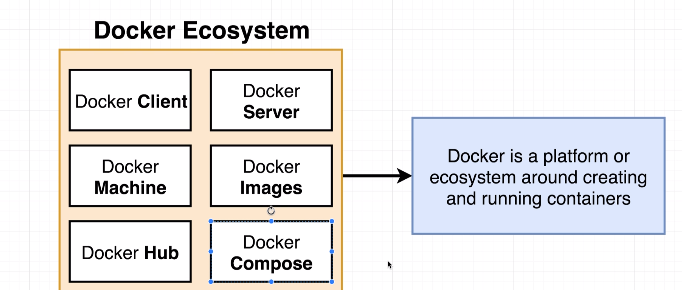 Docker Ecosystem
Docker Client
Docker
Server
Docker
Machine
Docker
Images
Docker Hub
Docker
Compose
Docker is a platform or
ecosystem around creating
and running containers